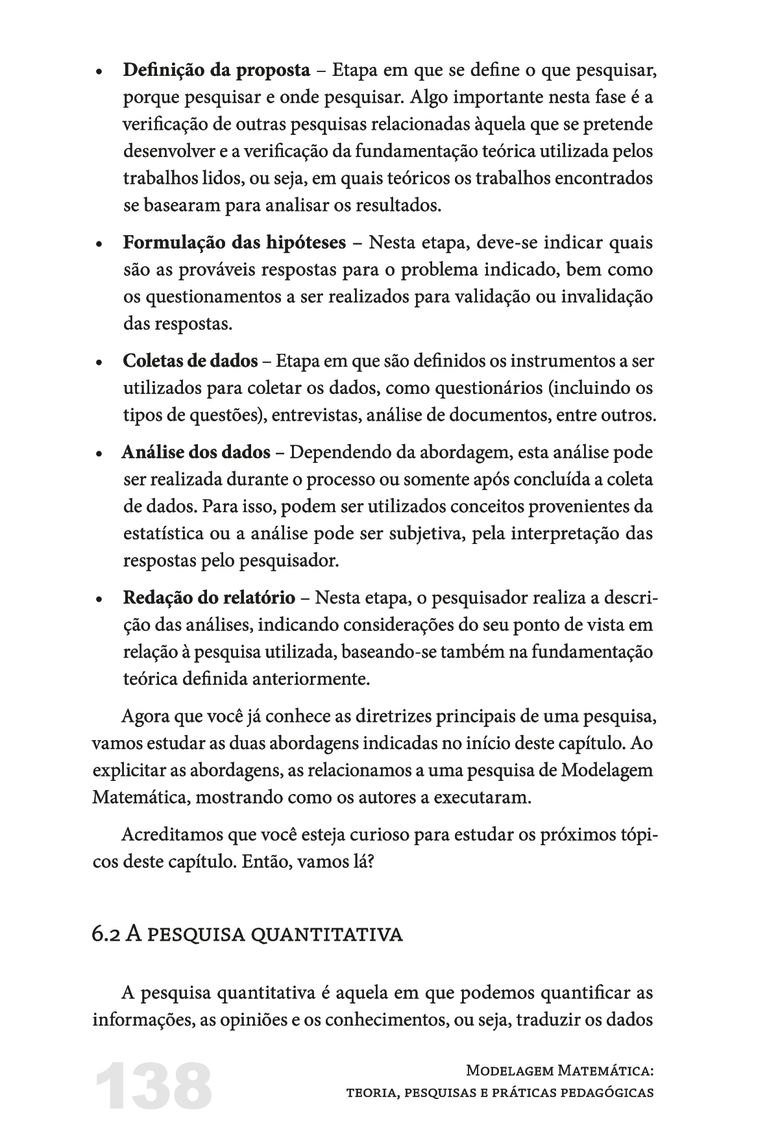 • Definição da proposta – Etapa em que se define o que pesquisar,
porque pesquisar e onde pesquisar. Algo importante nesta fase é a
verificação de outras pesquisas relacionadas àquela que se pretende
desenvolver e a verificação da fundamentação teórica utilizada pelos
trabalhos lidos, ou seja, em quais teóricos os trabalhos encontrados
se basearam para analisar os resultados.
• Formulação das hipóteses – Nesta etapa, deve-se indicar quais
são as prováveis respostas para o problema indicado, bem como
os questionamentos a ser realizados para validação ou invalidação
das respostas.
• Coletas de dados – Etapa em que são definidos os instrumentos a ser
utilizados para coletar os dados, como questionários (incluindo os
tipos de questões), entrevistas, análise de documentos, entre outros.
• Análise dos dados – Dependendo da abordagem, esta análise pode
ser realizada durante o processo ou somente após concluída a coleta
de dados. Para isso, podem ser utilizados conceitos provenientes da
estatística ou a análise pode ser subjetiva, pela interpretação das
respostas pelo pesquisador.
• Redação do relatório – Nesta etapa, o pesquisador realiza a descri-
ção das análises, indicando considerações do seu ponto de vista em
relação à pesquisa utilizada, baseando-se também na fundamentação
teórica definida anteriormente.
Agora que você já conhece as diretrizes principais de uma pesquisa,
vamos estudar as duas abordagens indicadas no início deste capítulo. Ao
explicitar as abordagens, as relacionamos a uma pesquisa de Modelagem
Matemática, mostrando como os autores a executaram.
Acreditamos que você esteja curioso para estudar os próximos tópi-
cos deste capítulo. Então, vamos lá?
6.2 A pesquisa quantitativa
A pesquisa quantitativa é aquela em que podemos quantificar as
informações, as opiniões e os conhecimentos, ou seja, traduzir os dados
138
Modelagem Matemática:
teoria, pesquisas e práticas pedagógicas